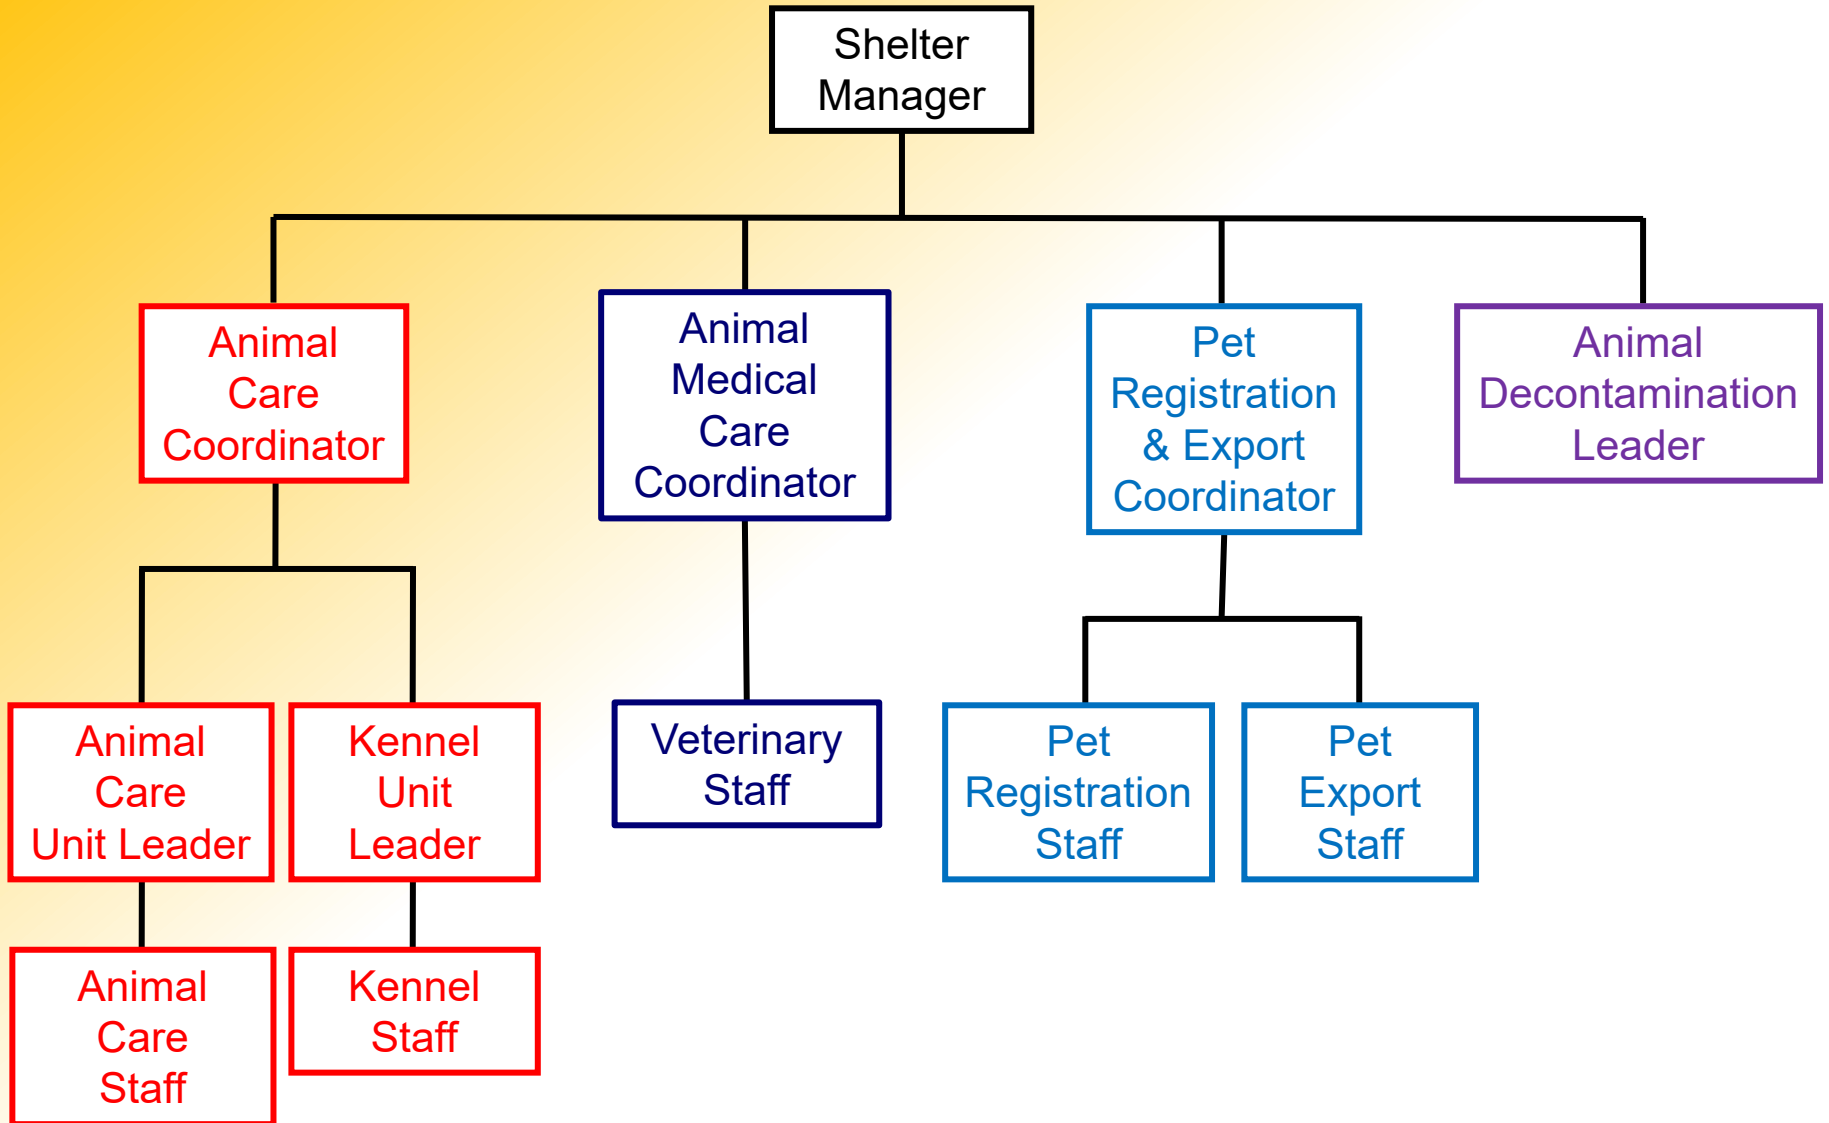 Shelter
Manager
Animal
Care
Coordinator
Animal
Medical
Care
Coordinator
Pet
Registration
& Export
Coordinator
Animal
Decontamination
Leader
Animal
Care
Unit Leader
Kennel
Unit
Leader
Veterinary
Staff
Pet
Registration
Staff
Pet
Export
Staff
Animal
Care
Staff
Kennel
Staff